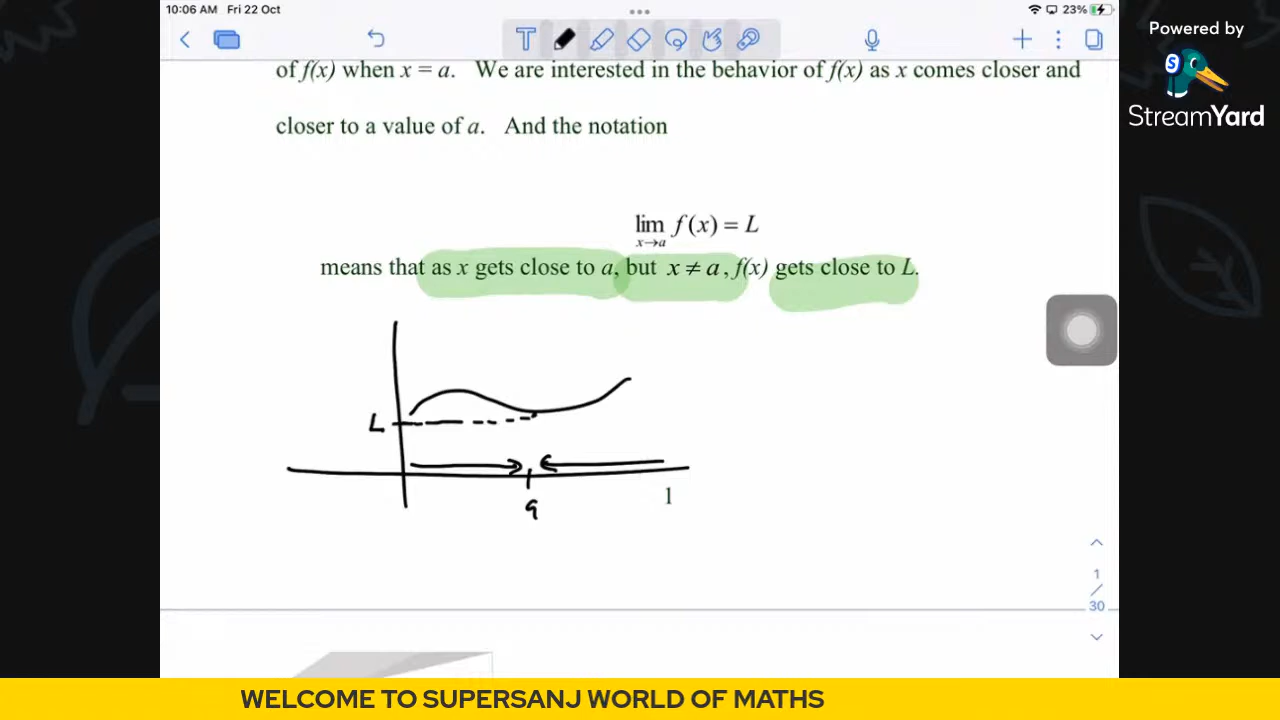 10:06 AM Fri 22 Oct
23%
Powered by
StreamYard
of f(x) when x = a. We are interested in the behavior of f(x) as x comes closer and
closer to a value of a. And the notation
lim f(x) = L
x→a
means that as x gets close to a, but x ≠ a, f(x) gets close to L.
L
a
1
1
/
30
WELCOME TO SUPERSANJ WORLD OF MATHS